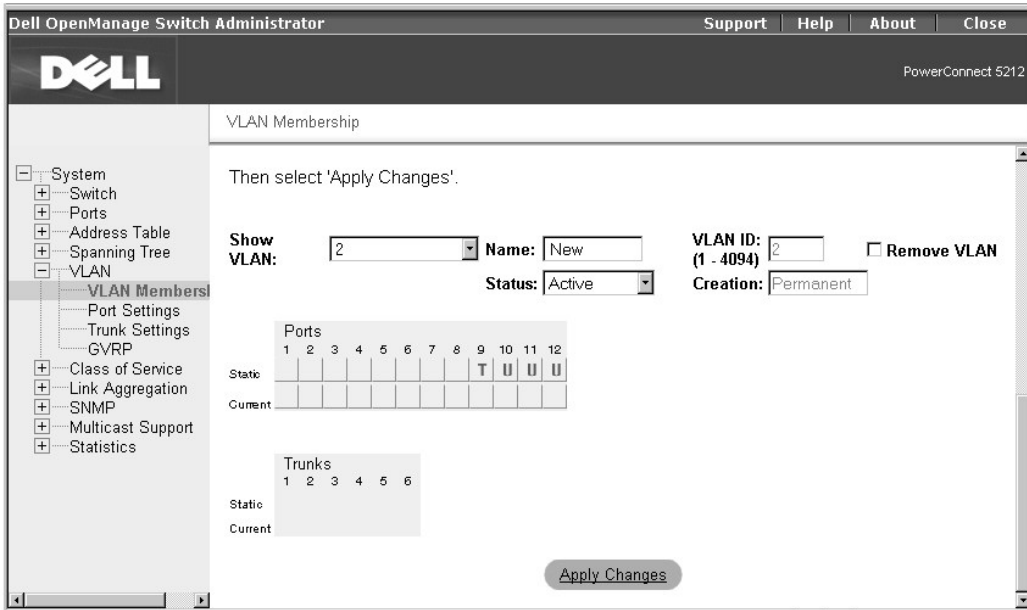 Dell OpenManage Switch Administrator Support Help About Close
DELL
PowerConnect 5212
VLAN Membership
System
Switch
Ports
Address Table
Spanning Tree
VLAN
VLAN Membersl
Port Settings
Trunk Settings
GVRP
Class of Service
Link Aggregation
SNMP
Multicast Support
Statistics
Then select 'Apply Changes'.
Show VLAN: 2 Name: New VLAN ID: (1 - 4094) 2 Remove VLAN
Status: Active Creation: Permanent
Ports
1 2 3 4 5 6 7 8 9 10 11 12
Static T U U U
Current
Trunks
1 2 3 4 5 6
Static
Current
Apply Changes